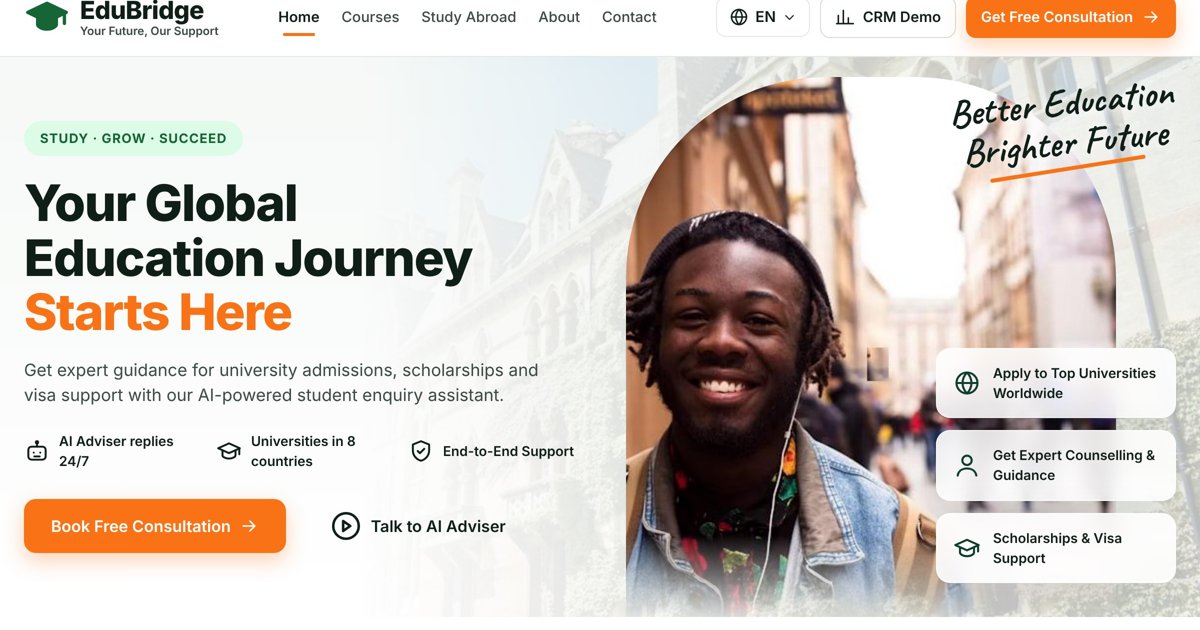 EduBridge
Your Future, Our Support
Home
Courses
Study Abroad
About
Contact
EN
CRM Demo
Get Free Consultation
STUDY · GROW · SUCCEED
Your Global
Education Journey
Starts Here
Get expert guidance for university admissions, scholarships and
visa support with our AI-powered student enquiry assistant.
AI Adviser replies
24/7
Universities in 8
countries
End-to-End Support
Book Free Consultation
Talk to AI Adviser
Better Education
Brighter Future
Apply to Top Universities
Worldwide
Get Expert Counselling &
Guidance
Scholarships & Visa
Support